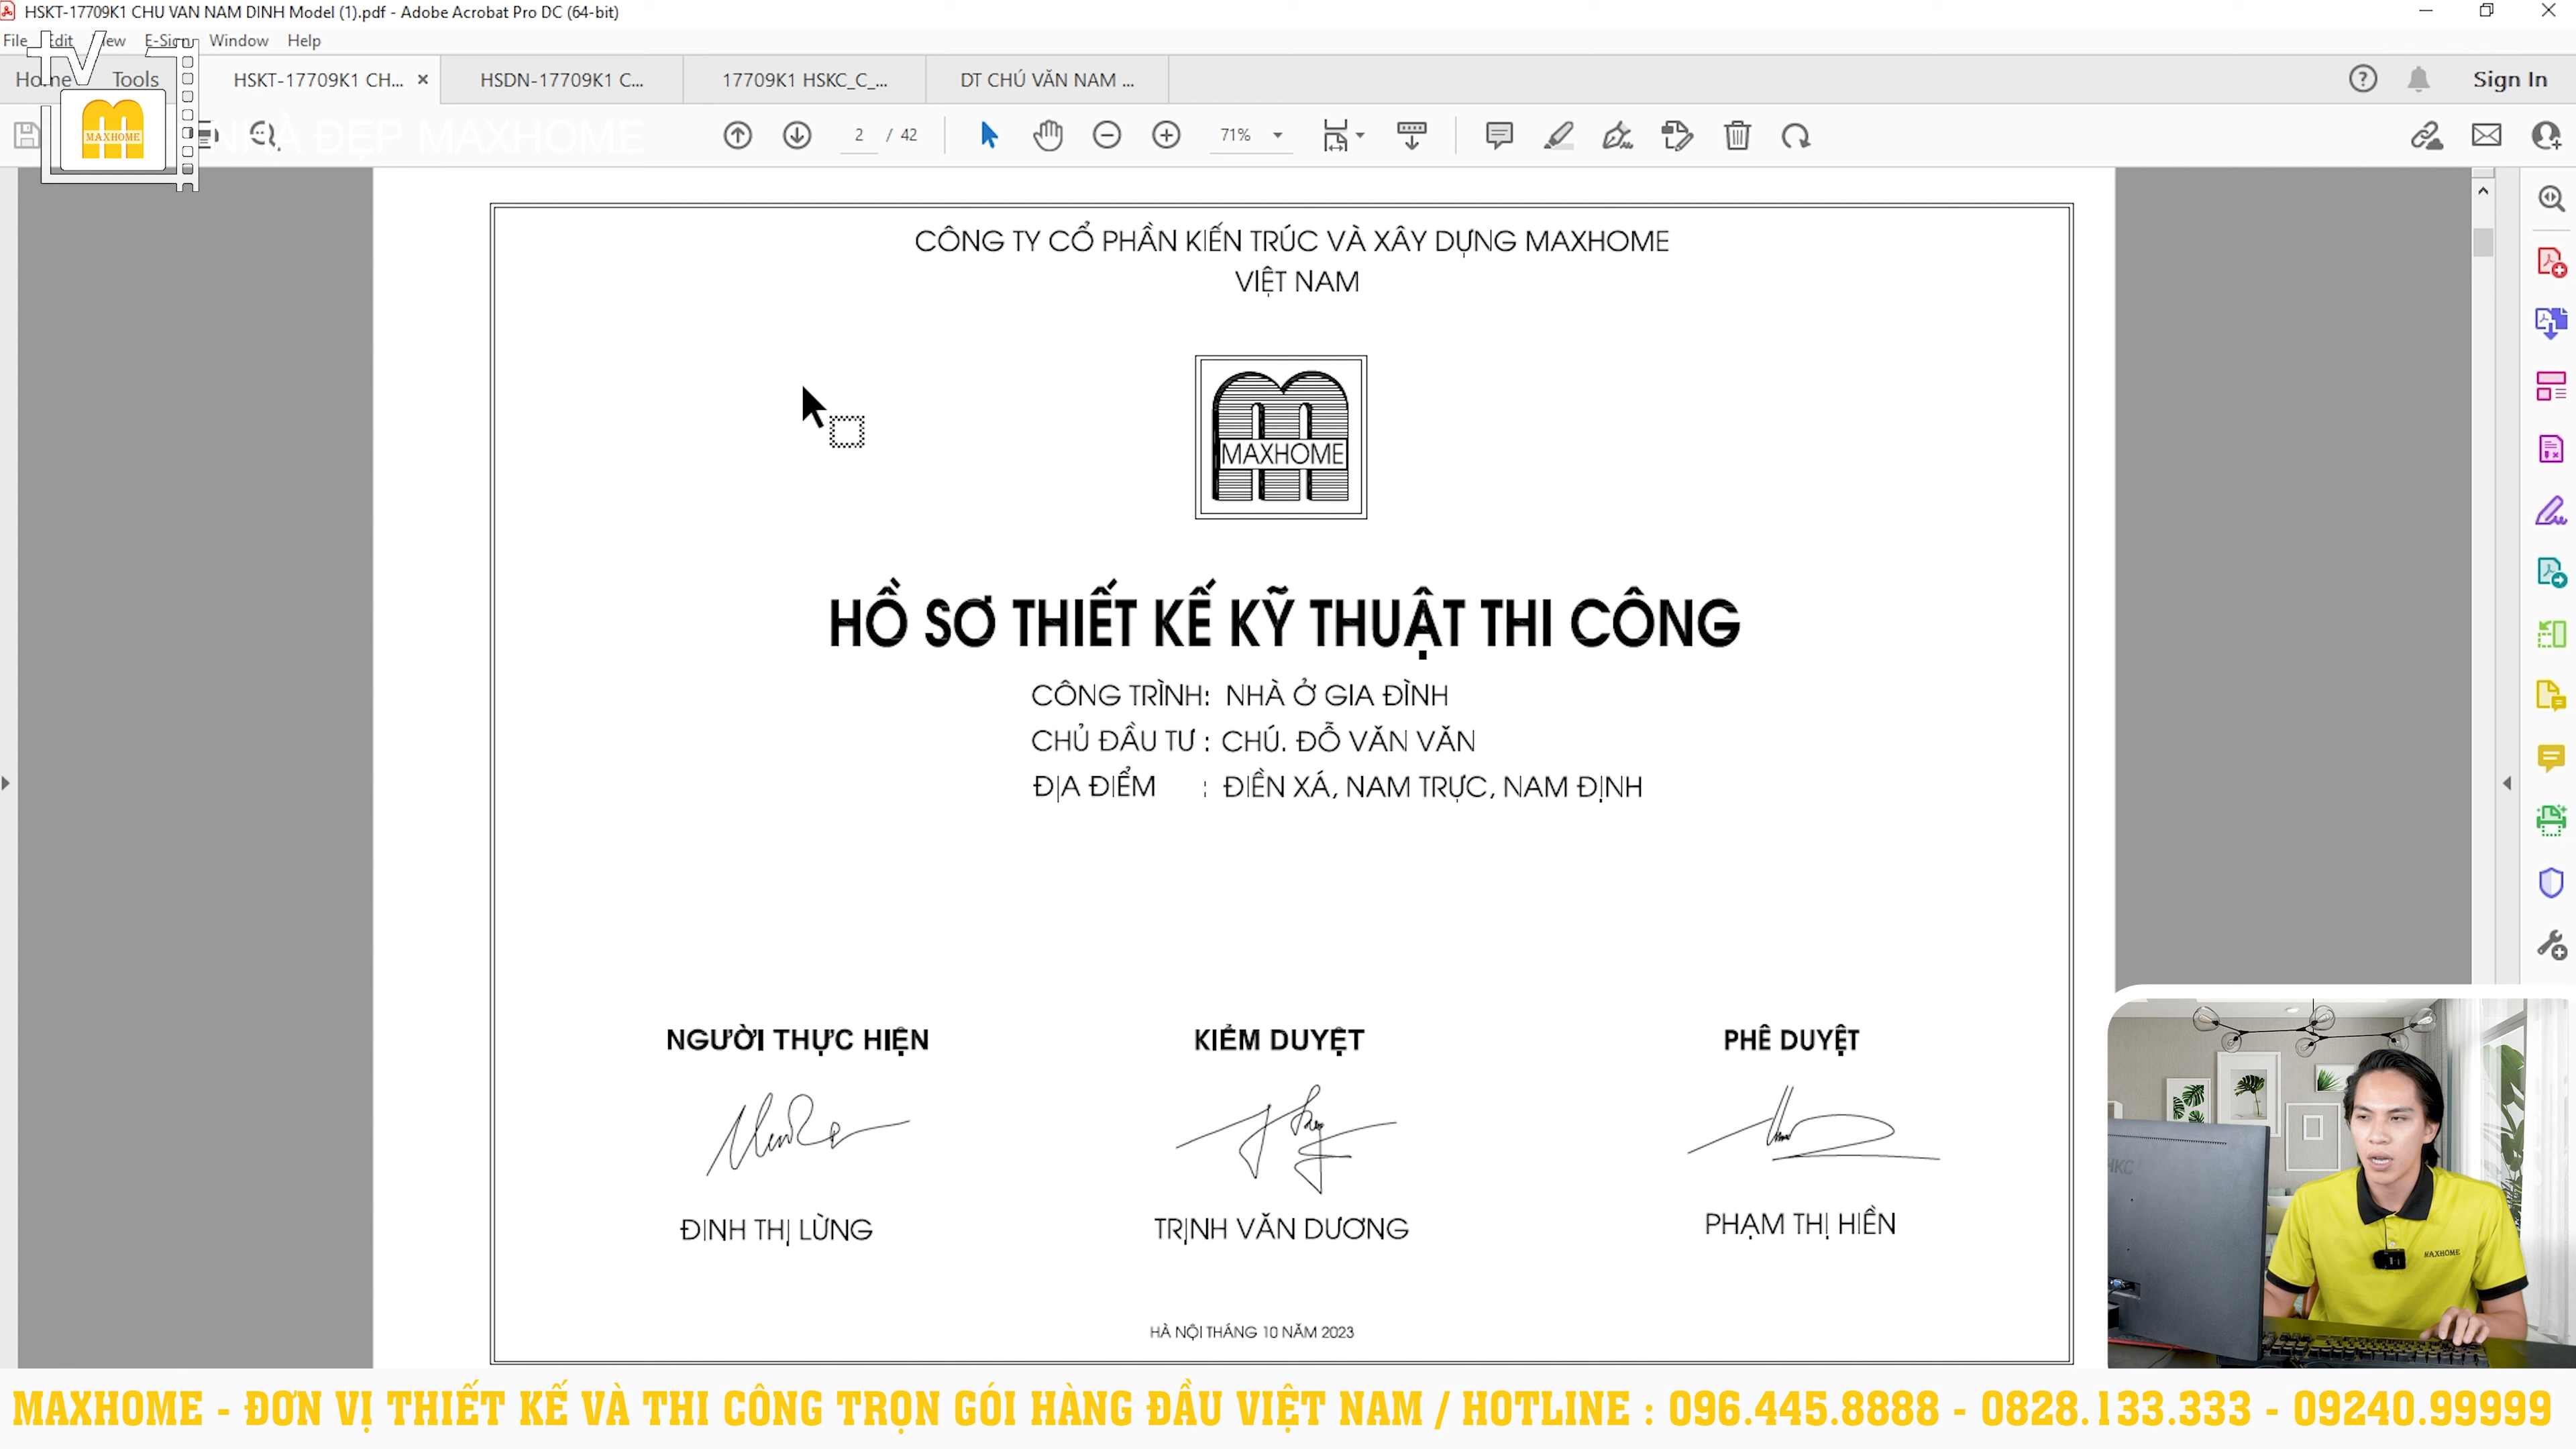 HSKT-17709K1 CHU VAN NAM DINH Model (1).pdf - Adobe Acrobat Pro DC (64-bit)
File Edit View E-Sign Window Help
Home Tools HSKT-17709K1 CH... × HSDN-17709K1 C... 17709K1 HSKC_C_... DT CHÚ VĂN NAM ... Sign In
tv
MAXHOME
NHÀ ĐẸP MAXHOME
2 / 42 71%
CÔNG TY CỔ PHẦN KIẾN TRÚC VÀ XÂY DỰNG MAXHOME
VIỆT NAM
MAXHOME
HỒ SƠ THIẾT KẾ KỸ THUẬT THI CÔNG
CÔNG TRÌNH: NHÀ Ở GIA ĐÌNH
CHỦ ĐẦU TƯ : CHÚ. ĐỖ VĂN VĂN
ĐỊA ĐIỂM : ĐIỀN XÁ, NAM TRỰC, NAM ĐỊNH
NGƯỜI THỰC HIỆN KIỂM DUYỆT PHÊ DUYỆT
ĐINH THỊ LỪNG TRỊNH VĂN DƯƠNG PHẠM THỊ HIỀN
HÀ NỘI THÁNG 10 NĂM 2023
HKC
MAXHOME
MAXHOME - ĐƠN VỊ THIẾT KẾ VÀ THI CÔNG TRỌN GÓI HÀNG ĐẦU VIỆT NAM / HOTLINE : 096.445.8888 - 0828.133.333 - 09240.99999